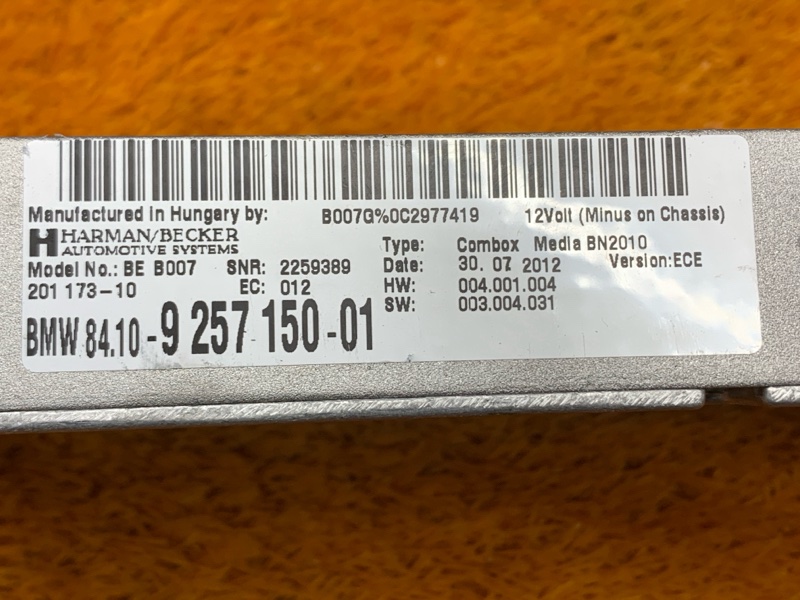 Manufactured in Hungary by: B007G%0C2977419 12Volt (Minus on Chassis)
HARMAN/BECKER
AUTOMOTIVE SYSTEMS
Type: Combox Media BN2010
Model No.: BE B007 SNR: 2259389 Date: 30. 07 2012 Version:ECE
201 173-10 EC: 012 HW: 004.001.004
SW: 003.004.031
BMW 84.10-9 257 150-01